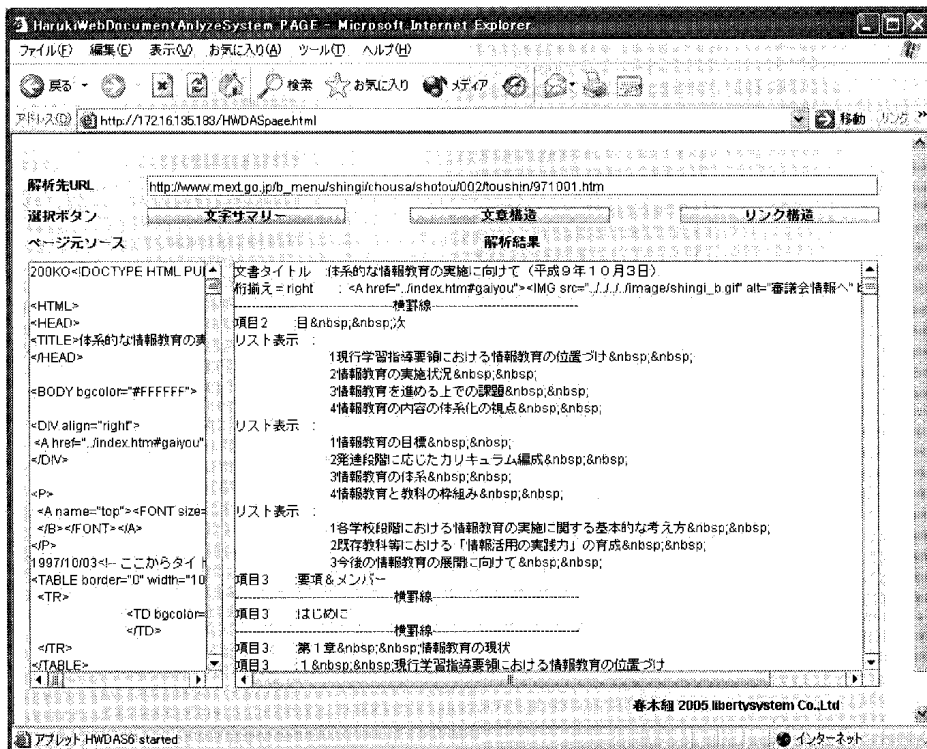 HarukiWebDocumentAnlyzeSystem PAGE - Microsoft Internet Explorer
ファイル(F) 編集(E) 表示(V) お気に入り(A) ツール(T) ヘルプ(H)
戻る 検索 お気に入り メディア
アドレス(D) http://172.16.135.183/HWDASpage.html 移動 リンク »
解析先URL http://www.mext.go.jp/b_menu/shingi/chousa/shotou/002/toushin/971001.htm
選択ボタン 文字サマリー 文章構造 リンク構造
ページ元ソース 解析結果
200KO<!DOCTYPE HTML PU
<HTML>
<HEAD>
<TITLE>体系的な情報教育の実
</HEAD>
<BODY bgcolor="#FFFFFF">
<DIV align="right">
<A href="../index.htm#gaiyou"
</DIV>
<P>
<A name="top"><FONT size=
</B></FONT></A>
</P>
1997/10/03<!-- ここからタイト
<TABLE border="0" width="10
<TR>
<TD bgcolor=
</TD>
</TR>
</TABLE>
文書タイトル :体系的な情報教育の実施に向けて（平成９年１０月３日）
桁揃え = right : <A href="../index.htm#gaiyou"><IMG src="../../../../image/shingi_b.gif" alt="審議会情報へ"
横罫線
項目2 :目&nbsp;&nbsp;次
リスト表示 :
1現行学習指導要領における情報教育の位置づけ&nbsp;&nbsp;
2情報教育の実施状況&nbsp;&nbsp;
3情報教育を進める上での課題&nbsp;&nbsp;
4情報教育の内容の体系化の視点&nbsp;&nbsp;
リスト表示 :
1情報教育の目標&nbsp;&nbsp;
2発達段階に応じたカリキュラム編成&nbsp;&nbsp;
3情報教育の体系&nbsp;&nbsp;
4情報教育と教科の枠組み&nbsp;&nbsp;
リスト表示 :
1各学校段階における情報教育の実施に関する基本的な考え方&nbsp;&nbsp;
2既存教科等における「情報活用の実践力」の育成&nbsp;&nbsp;
3今後の情報教育の展開に向けて&nbsp;&nbsp;
項目3 :要項＆メンバー
横罫線
項目3 :はじめに
横罫線
項目3 :第１章&nbsp;&nbsp;情報教育の現状
項目3 :１&nbsp;&nbsp;現行学習指導要領における情報教育の位置づけ
春木組 2005 libertysystem Co.,Ltd
アプレット HWDAS6 started インターネット